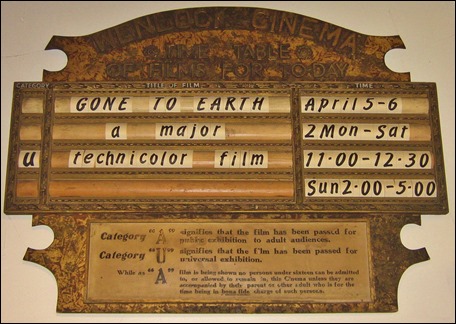 WENLOCK CINEMA
TIME TABLE
OF FILMS FOR TODAY
CATEGORY TITLE OF FILM TIME
GONE TO EARTH April 5-6
a major 2Mon-Sat
U technicolor film 11·00-12·30
Sun2·00-5·00
Category "A" signifies that the film has been passed for
public exhibition to adult audiences.
Category "U" signifies that the film has been passed for
universal exhibition.
While an "A" film is being shown no persons under sixteen can be admitted
to, or allowed to remain in, this Cinema unless they are
accompanied by their parent or other adult who is for the
time being in bona fide charge of such persons.